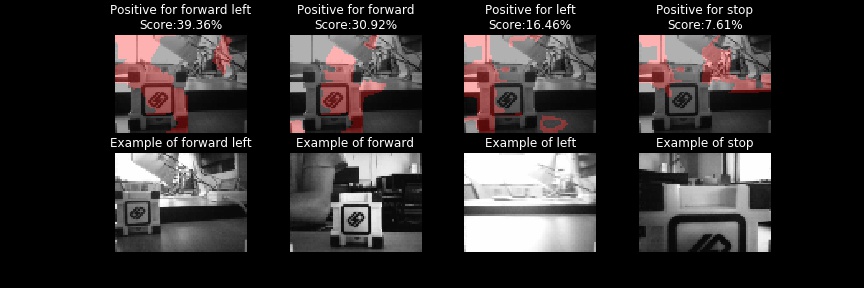 Positive for forward left
Score:39.36%
Positive for forward
Score:30.92%
Positive for left
Score:16.46%
Positive for stop
Score:7.61%
Example of forward left
Example of forward
Example of left
Example of stop